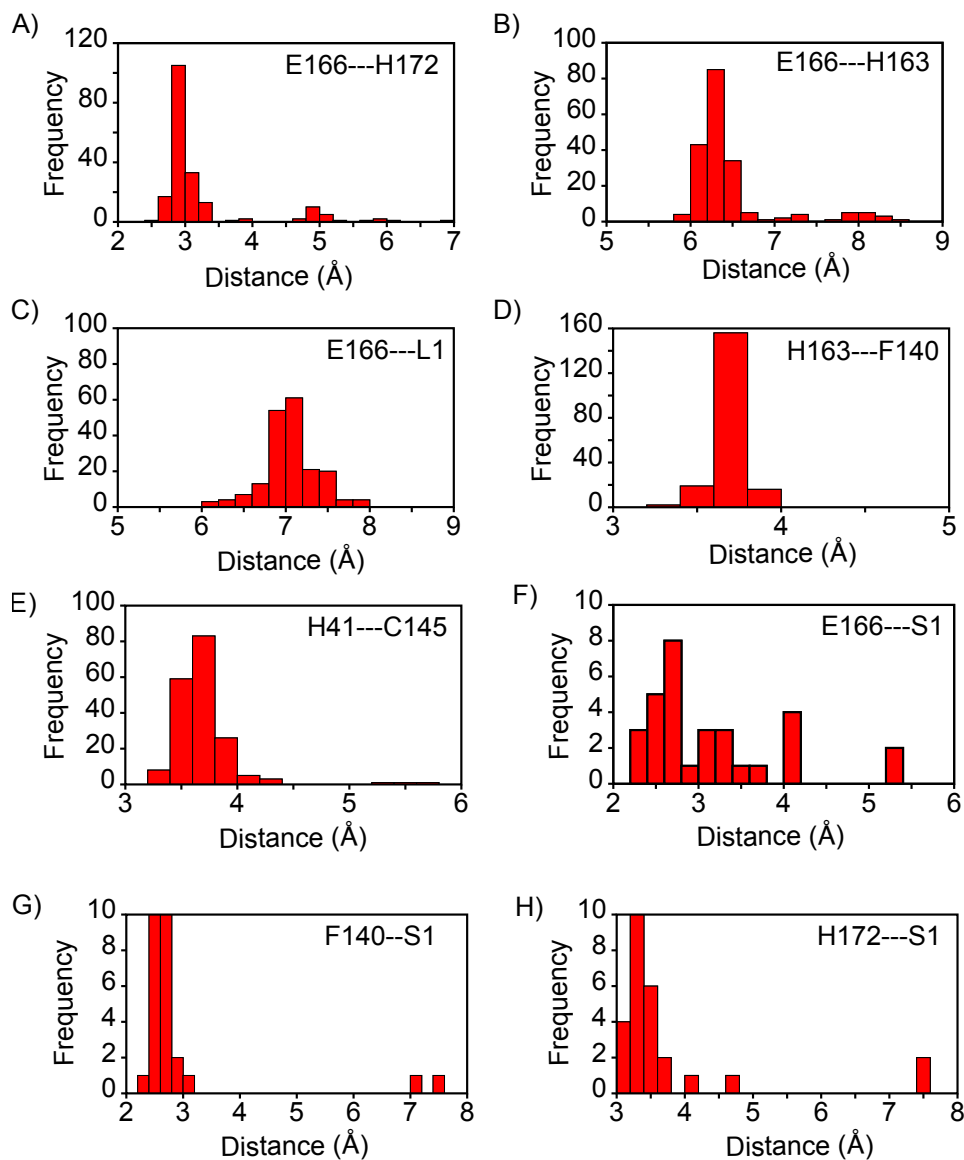 A)
E166---H172
Frequency
120
80
40
0
2 3 4 5 6 7
Distance (Å)
B)
E166---H163
Frequency
100
80
60
40
20
0
5 6 7 8 9
Distance (Å)
C)
E166---L1
Frequency
100
80
60
40
20
0
5 6 7 8 9
Distance (Å)
D)
H163---F140
Frequency
160
120
80
40
0
3 4 5
Distance (Å)
E)
H41---C145
Frequency
100
80
60
40
20
0
3 4 5 6
Distance (Å)
F)
E166---S1
Frequency
10
8
6
4
2
0
2 3 4 5 6
Distance (Å)
G)
F140--S1
Frequency
10
8
6
4
2
0
2 3 4 5 6 7 8
Distance (Å)
H)
H172---S1
Frequency
10
8
6
4
2
0
3 4 5 6 7 8
Distance (Å)